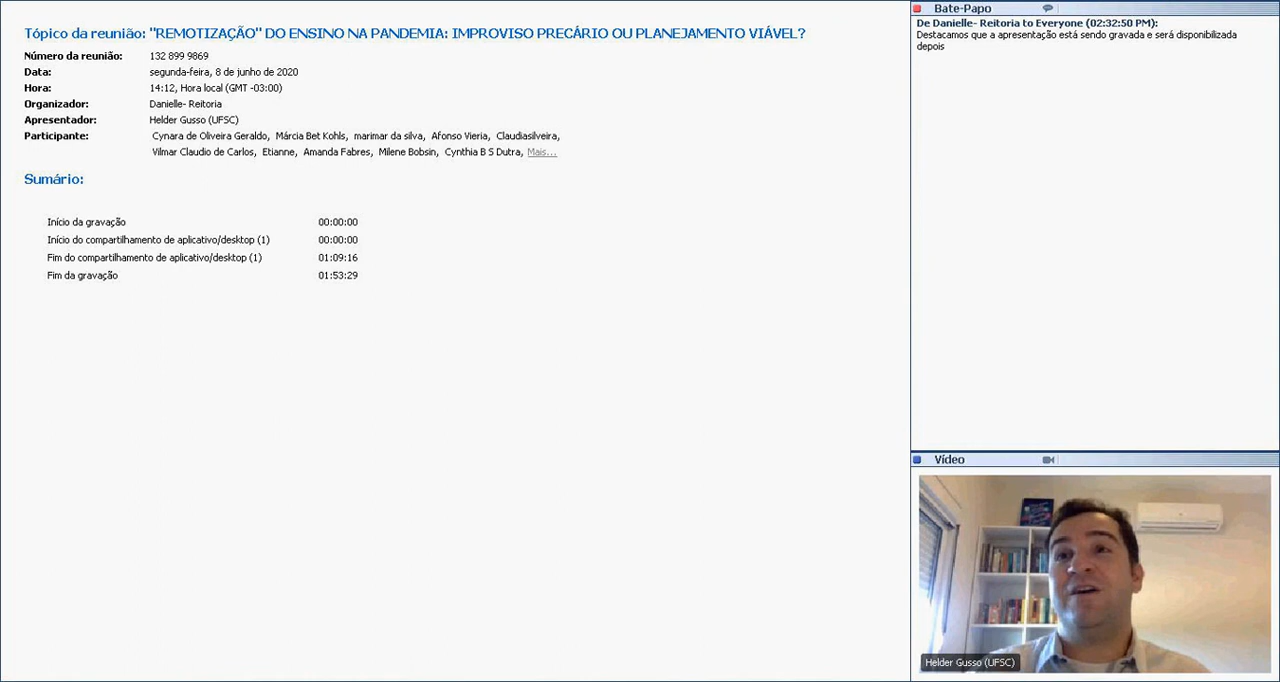 Tópico da reunião: "REMOTIZAÇÃO" DO ENSINO NA PANDEMIA: IMPROVISO PRECÁRIO OU PLANEJAMENTO VIÁVEL?
Número da reunião: 132 899 9869
Data: segunda-feira, 8 de junho de 2020
Hora: 14:12, Hora local (GMT -03:00)
Organizador: Danielle- Reitoria
Apresentador: Helder Gusso (UFSC)
Participante: Cynara de Oliveira Geraldo, Márcia Bet Kohls, marimar da silva, Afonso Vieria, Claudiasilveira,
Vilmar Claudio de Carlos, Etianne, Amanda Fabres, Milene Bobsin, Cynthia B S Dutra, Mais...
Sumário:
Início da gravação 00:00:00
Início do compartilhamento de aplicativo/desktop (1) 00:00:00
Fim do compartilhamento de aplicativo/desktop (1) 01:09:16
Fim da gravação 01:53:29
Bate-Papo
De Danielle- Reitoria to Everyone (02:32:50 PM):
Destacamos que a apresentação está sendo gravada e será disponibilizada
depois
Vídeo
Helder Gusso (UFSC)